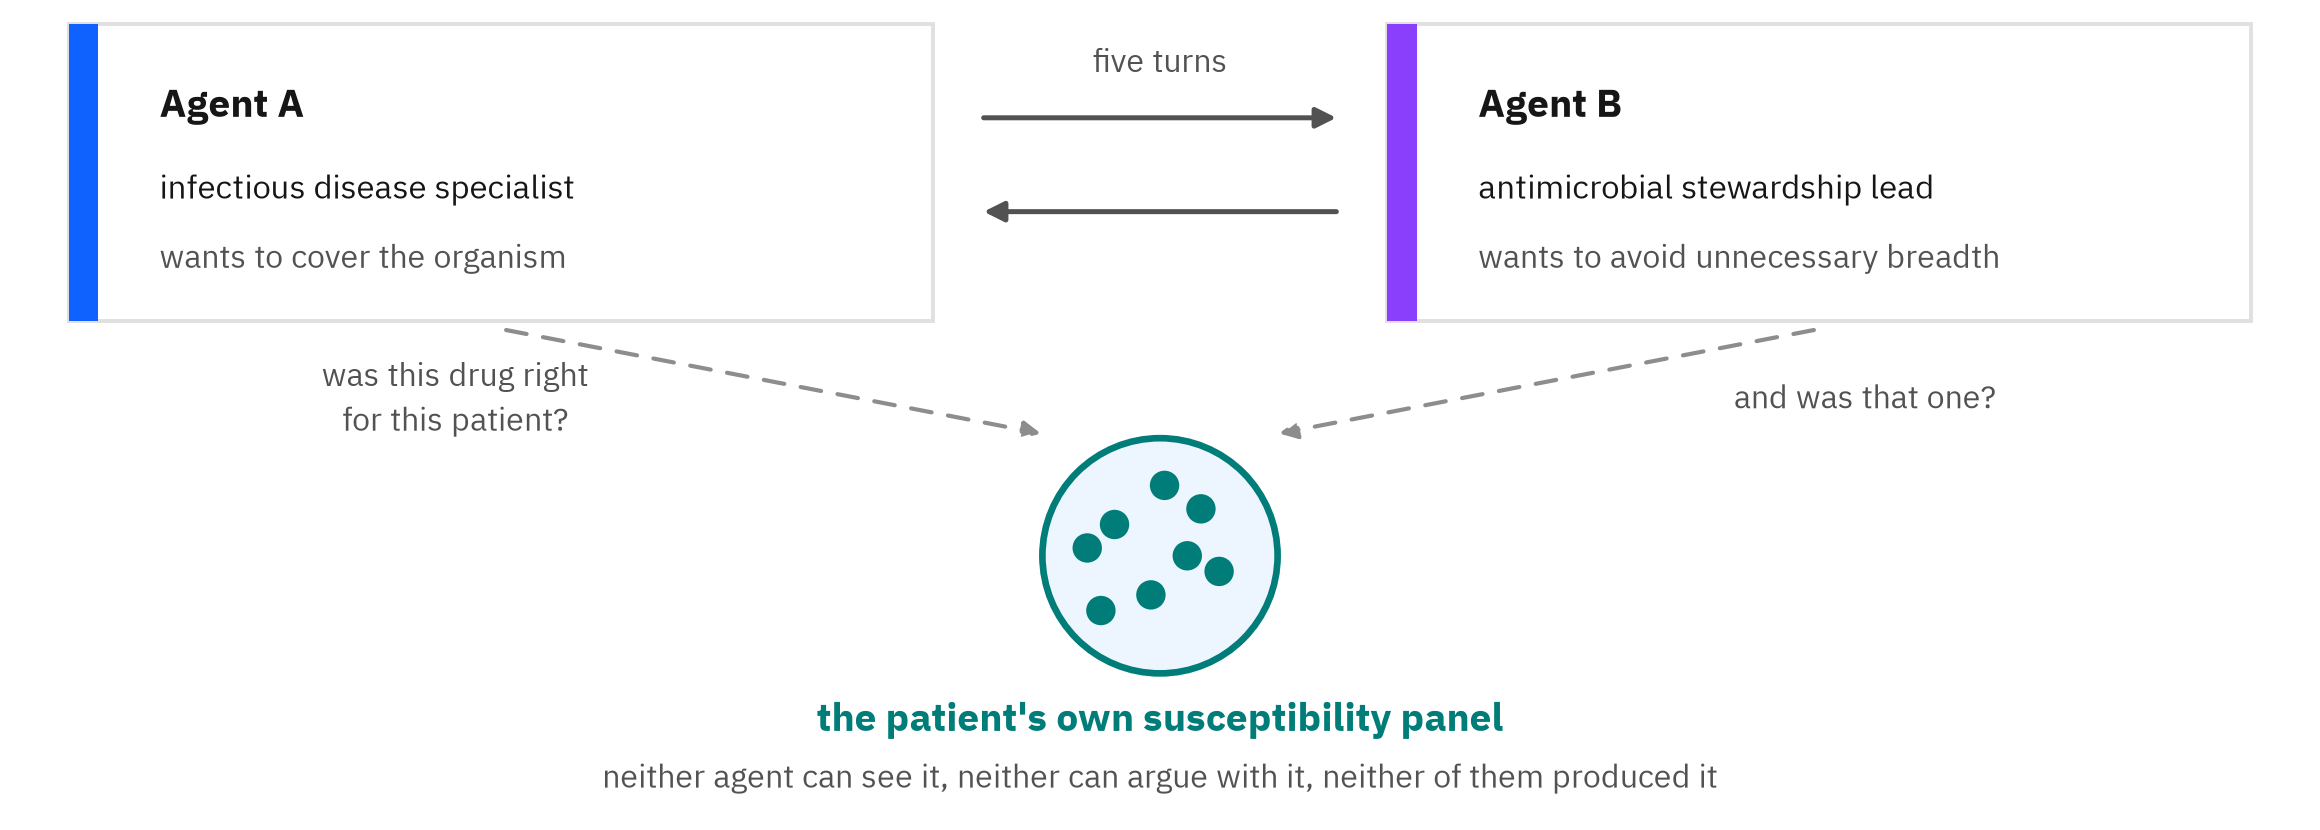 five turns
Agent A
infectious disease specialist
wants to cover the organism
Agent B
antimicrobial stewardship lead
wants to avoid unnecessary breadth
was this drug right
for this patient?
and was that one?
the patient's own susceptibility panel
neither agent can see it, neither can argue with it, neither of them produced it